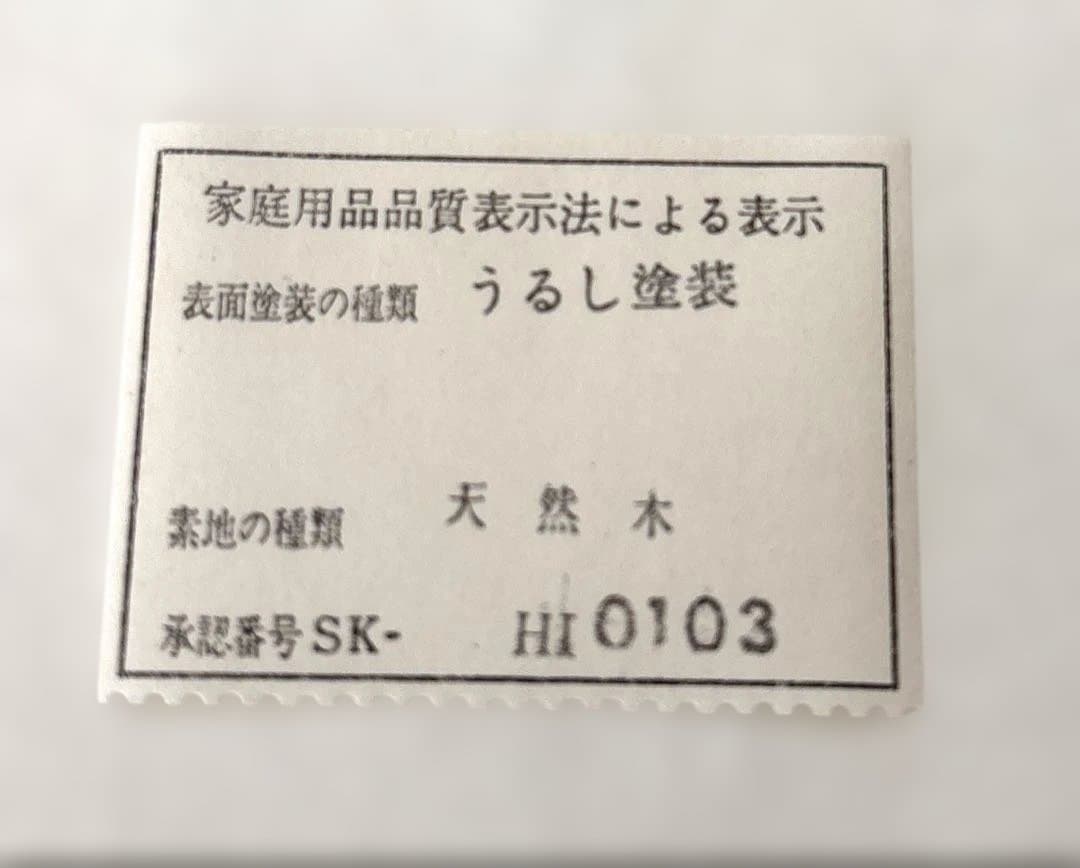 家庭用品品質表示法による表示
表面塗装の種類 うるし塗装
素地の種類 天然木
承認番号SK- HI0103